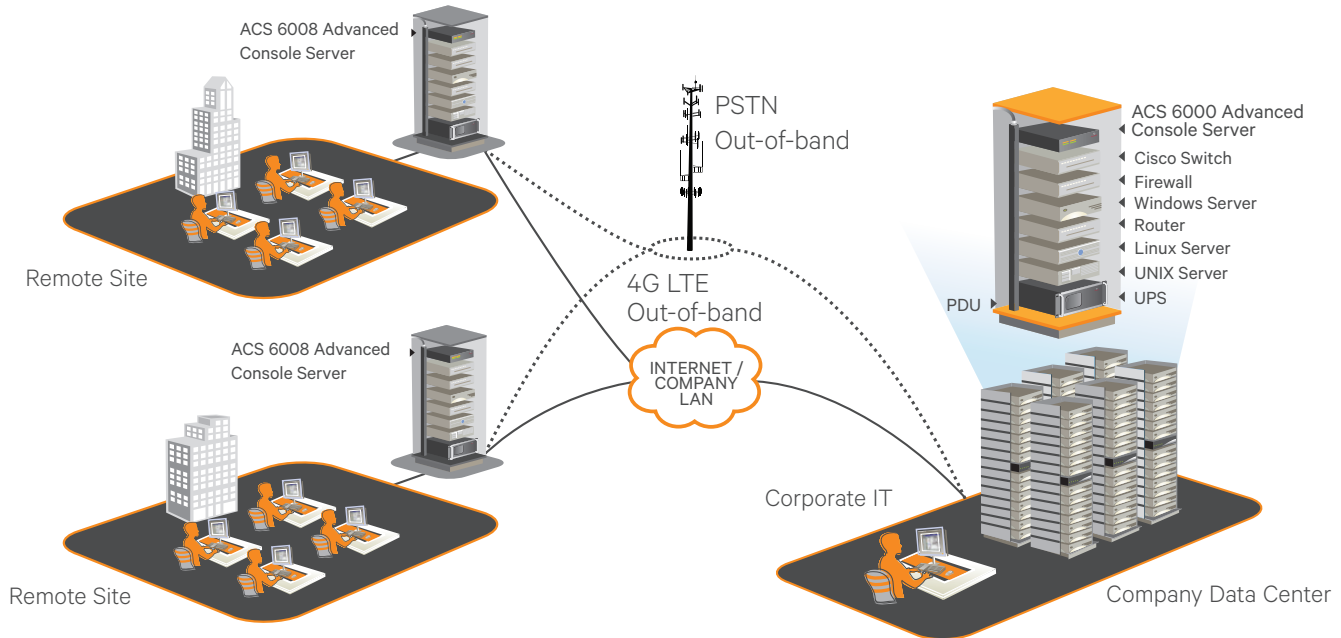 ACS 6008 Advanced
Console Server
Remote Site
PSTN
Out-of-band
4G LTE
Out-of-band
ACS 6000 Advanced
Console Server
Cisco Switch
Firewall
Windows Server
Router
Linux Server
UNIX Server
PDU
UPS
ACS 6008 Advanced
Console Server
INTERNET /
COMPANY
LAN
Remote Site
Corporate IT
Company Data Center